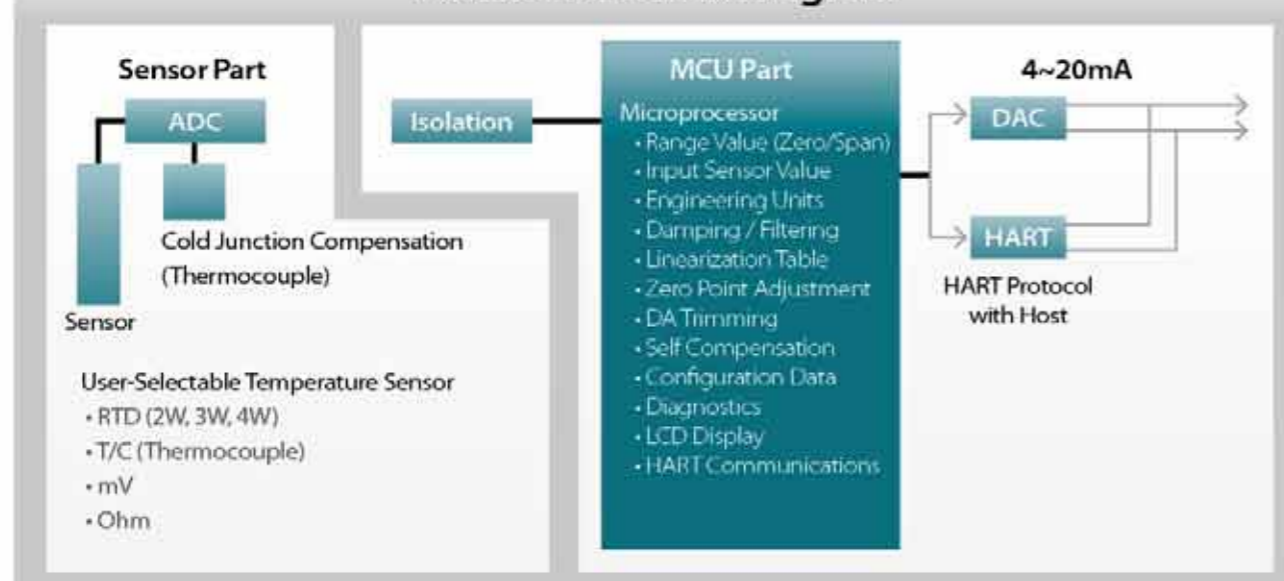 Sensor Part
ADC
Cold Junction Compensation
(Thermocouple)
Sensor
User-Selectable Temperature Sensor
• RTD (2W, 3W, 4W)
• T/C (Thermocouple)
• mV
• Ohm
Isolation
MCU Part
Microprocessor
• Range Value (Zero/Span)
• Input Sensor Value
• Engineering Units
• Damping / Filtering
• Linearization Table
• Zero Point Adjustment
• DA Trimming
• Self Compensation
• Configuration Data
• Diagnostics
• LCD Display
• HART Communications
4~20mA
DAC
HART
HART Protocol
with Host